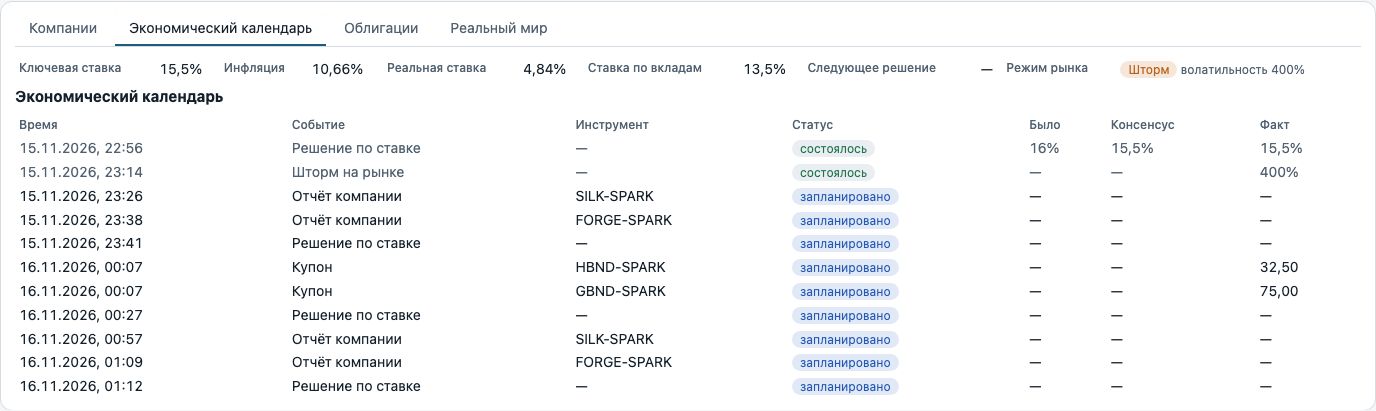 Компании Экономический календарь Облигации Реальный мир
Ключевая ставка 15,5% Инфляция 10,66% Реальная ставка 4,84% Ставка по вкладам 13,5% Следующее решение — Режим рынка Шторм волатильность 400%
Экономический календарь
Время Событие Инструмент Статус Было Консенсус Факт
15.11.2026, 22:56 Решение по ставке — состоялось 16% 15,5% 15,5%
15.11.2026, 23:14 Шторм на рынке — состоялось — — 400%
15.11.2026, 23:26 Отчёт компании SILK-SPARK запланировано — — —
15.11.2026, 23:38 Отчёт компании FORGE-SPARK запланировано — — —
15.11.2026, 23:41 Решение по ставке — запланировано — — —
16.11.2026, 00:07 Купон HBND-SPARK запланировано — — 32,50
16.11.2026, 00:07 Купон GBND-SPARK запланировано — — 75,00
16.11.2026, 00:27 Решение по ставке — запланировано — — —
16.11.2026, 00:57 Отчёт компании SILK-SPARK запланировано — — —
16.11.2026, 01:09 Отчёт компании FORGE-SPARK запланировано — — —
16.11.2026, 01:12 Решение по ставке — запланировано — — —